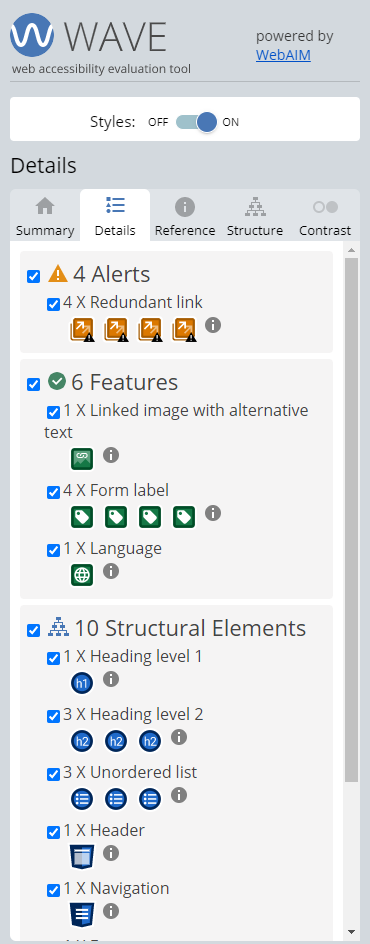 WAVE
web accessibility evaluation tool
powered by
WebAIM
Styles: OFF ON
Details
Summary Details Reference Structure Contrast
4 Alerts
4 X Redundant link
6 Features
1 X Linked image with alternative
text
4 X Form label
1 X Language
10 Structural Elements
1 X Heading level 1
h1
3 X Heading level 2
h2 h2 h2
3 X Unordered list
1 X Header
1 X Navigation